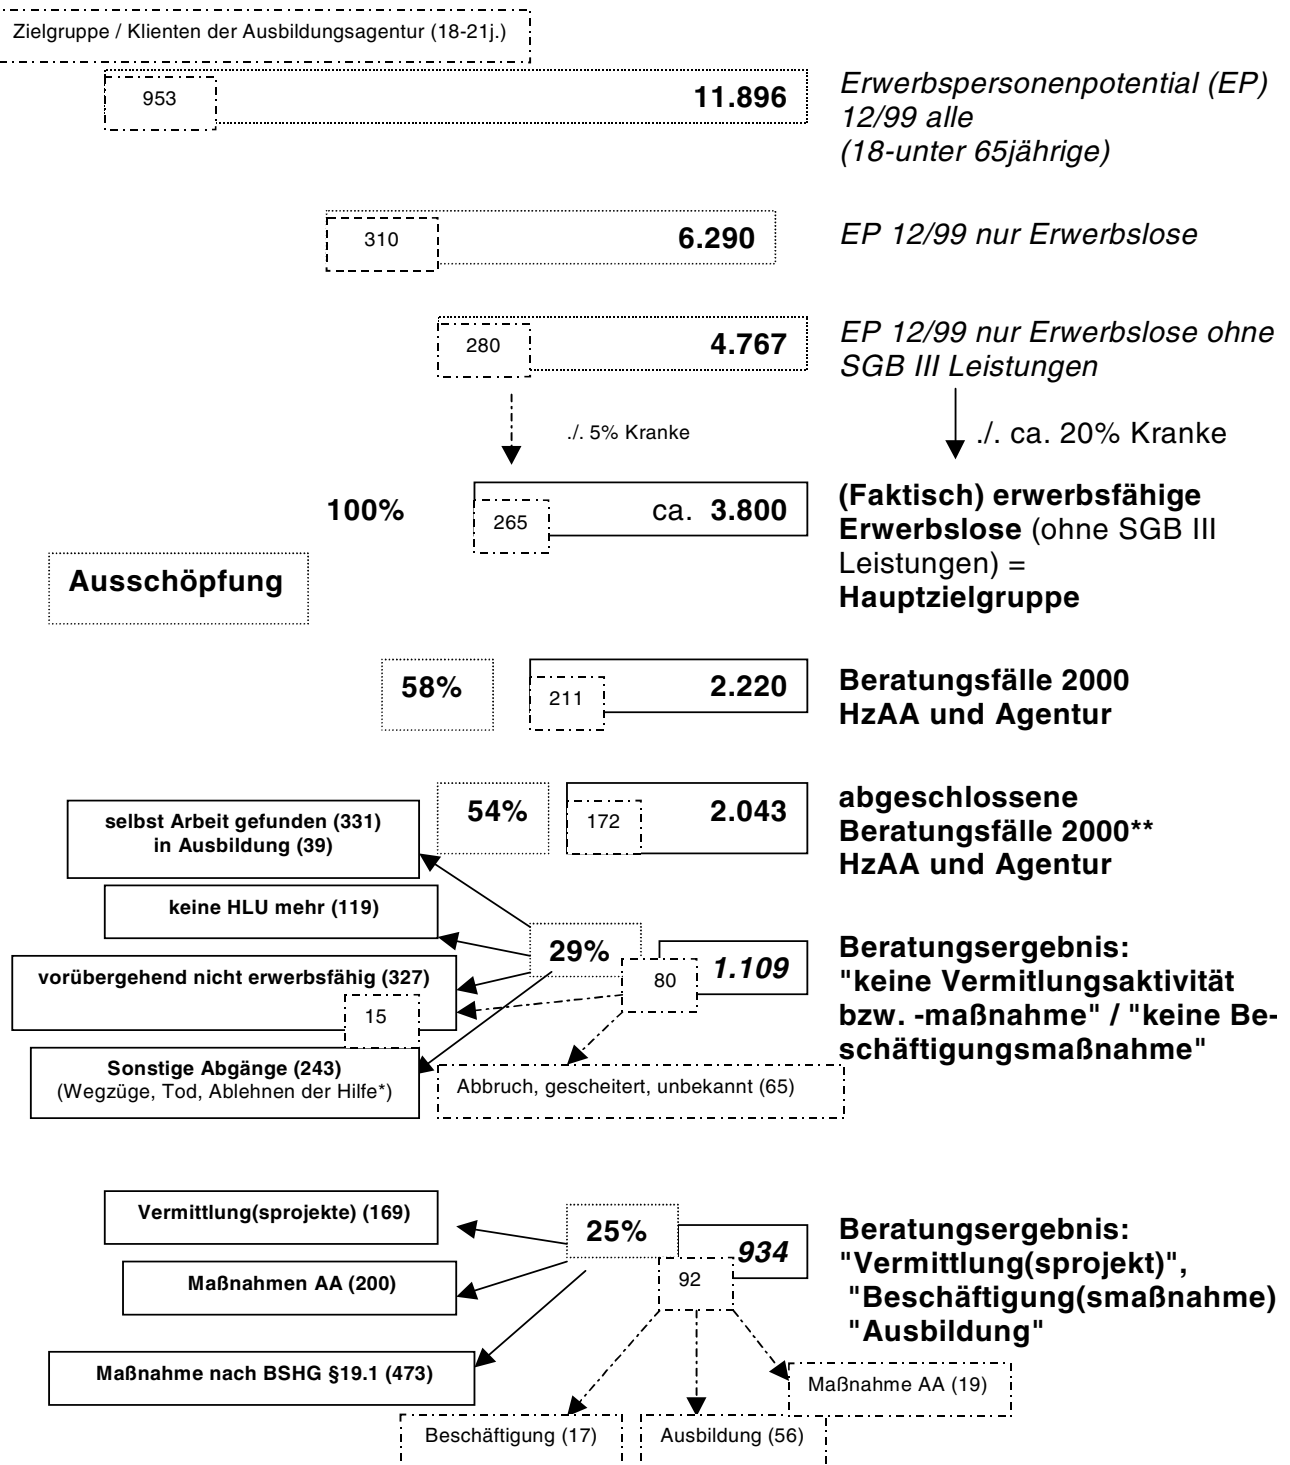 Zielgruppe / Klienten der Ausbildungsagentur (18-21j.)
953
11.896
Erwerbspersonenpotential (EP)
12/99 alle
(18-unter 65jährige)
310
6.290
EP 12/99 nur Erwerbslose
280
4.767
EP 12/99 nur Erwerbslose ohne
SGB III Leistungen
./. 5% Kranke
./. ca. 20% Kranke
100%
265
ca. 3.800
(Faktisch) erwerbsfähige
Erwerbslose (ohne SGB III
Leistungen) =
Hauptzielgruppe
Ausschöpfung
58%
211
2.220
Beratungsfälle 2000
HzAA und Agentur
54%
172
2.043
abgeschlossene
Beratungsfälle 2000**
HzAA und Agentur
selbst Arbeit gefunden (331)
in Ausbildung (39)
keine HLU mehr (119)
vorübergehend nicht erwerbsfähig (327)
15
Sonstige Abgänge (243)
(Wegzüge, Tod, Ablehnen der Hilfe*)
29%
80
1.109
Beratungsergebnis:
"keine Vermitlungsaktivität
bzw. -maßnahme" / "keine Be-
schäftigungsmaßnahme"
Abbruch, gescheitert, unbekannt (65)
Vermittlung(sprojekte) (169)
Maßnahmen AA (200)
Maßnahme nach BSHG §19.1 (473)
25%
92
934
Beratungsergebnis:
"Vermittlung(sprojekt)",
"Beschäftigung(smaßnahme)
"Ausbildung"
Maßnahme AA (19)
Beschäftigung (17)
Ausbildung (56)